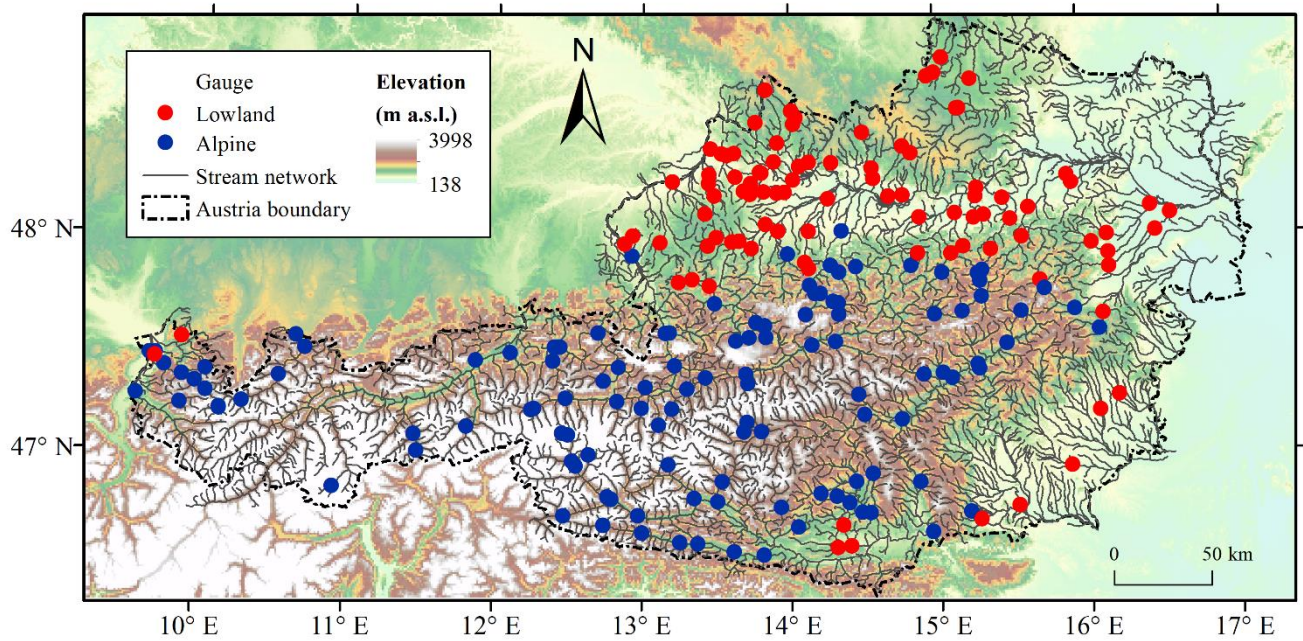 N
Gauge
Lowland
Alpine
Stream network
Austria boundary
Elevation
(m a.s.l.)
3998
138
48° N
47° N
0 50 km
10° E 11° E 12° E 13° E 14° E 15° E 16° E 17° E